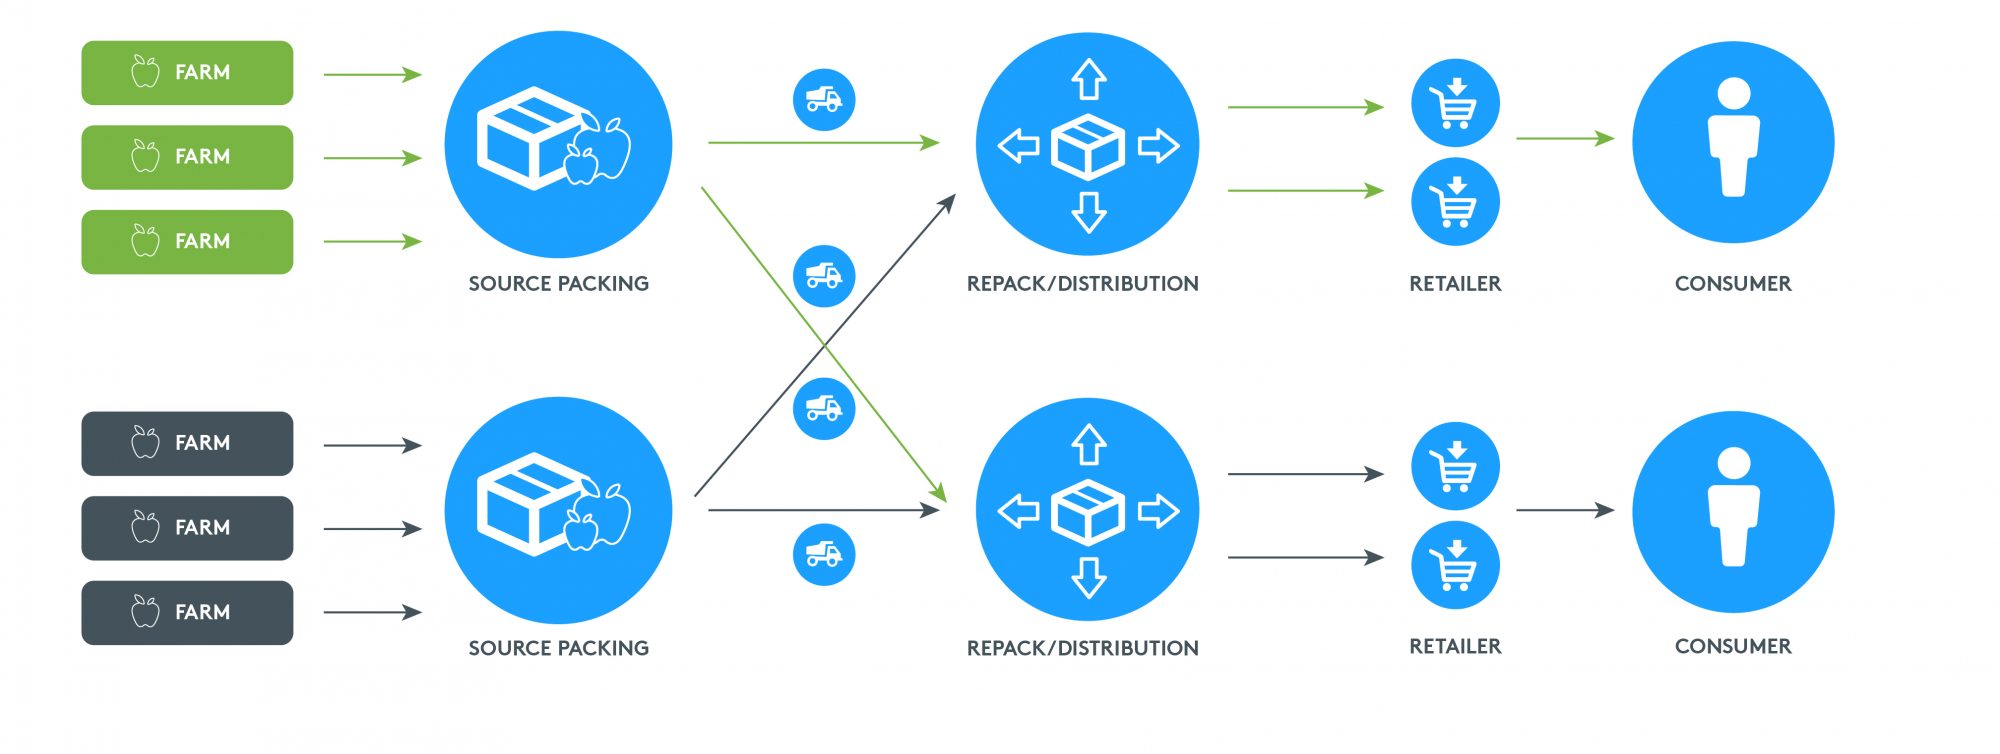 FARM
FARM
FARM
SOURCE PACKING
REPACK/DISTRIBUTION
RETAILER
CONSUMER
FARM
FARM
FARM
SOURCE PACKING
REPACK/DISTRIBUTION
RETAILER
CONSUMER